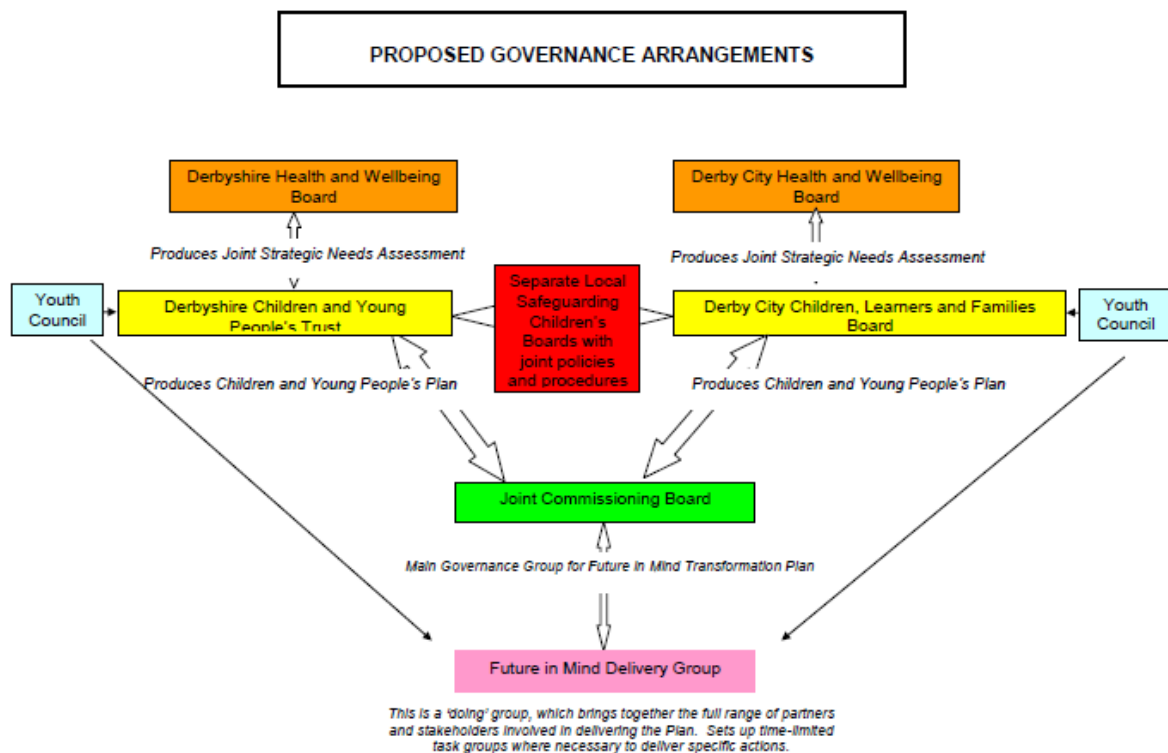 PROPOSED GOVERNANCE ARRANGEMENTS
Derbyshire Health and Wellbeing
Board
Derby City Health and Wellbeing
Board
Produces Joint Strategic Needs Assessment
Produces Joint Strategic Needs Assessment
Youth
Council
Derbyshire Children and Young
People's Trust
Separate Local
Safeguarding
Children's
Boards with
joint policies
and procedures
Derby City Children, Learners and Families
Board
Youth
Council
Produces Children and Young People's Plan
Produces Children and Young People's Plan
Joint Commissioning Board
Main Governance Group for Future in Mind Transformation Plan
Future in Mind Delivery Group
This is a 'doing' group, which brings together the full range of partners
and stakeholders involved in delivering the Plan. Sets up time-limited
task groups where necessary to deliver specific actions.